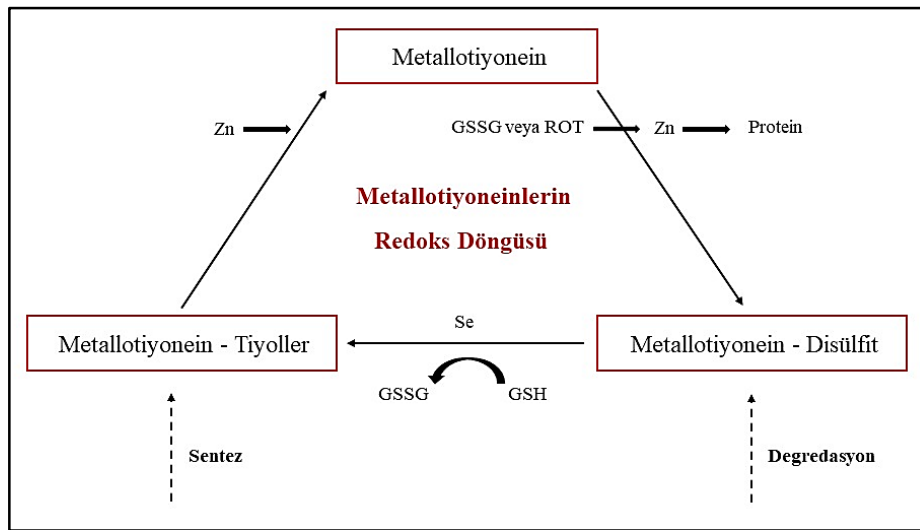 Metallotiyonein
Zn
GSSG veya ROT
Zn
Protein
Metallotiyoneinlerin
Redoks Döngüsü
Metallotiyonein - Tiyoller
Se
Metallotiyonein - Disülfit
GSSG
GSH
Sentez
Degredasyon